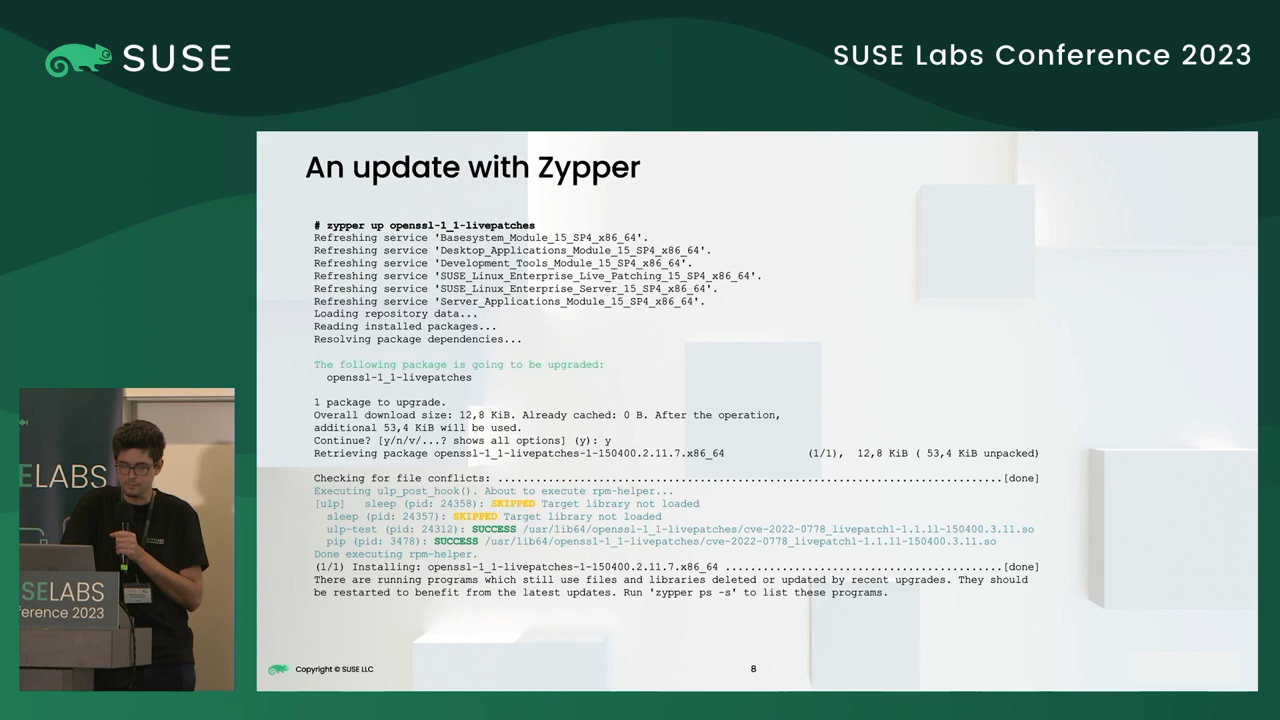 SUSE
SUSE Labs Conference 2023
An update with Zypper
# zypper up openssl-1_1-livepatches
Refreshing service 'Basesystem_Module_15_SP4_x86_64'.
Refreshing service 'Desktop_Applications_Module_15_SP4_x86_64'.
Refreshing service 'Development_Tools_Module_15_SP4_x86_64'.
Refreshing service 'SUSE_Linux_Enterprise_Live_Patching_15_SP4_x86_64'.
Refreshing service 'SUSE_Linux_Enterprise_Server_15_SP4_x86_64'.
Refreshing service 'Server_Applications_Module_15_SP4_x86_64'.
Loading repository data...
Reading installed packages...
Resolving package dependencies...
The following package is going to be upgraded:
openssl-1_1-livepatches
1 package to upgrade.
Overall download size: 12,8 KiB. Already cached: 0 B. After the operation,
additional 53,4 KiB will be used.
Continue? [y/n/v/...? shows all options] (y): y
Retrieving package openssl-1_1-livepatches-1-150400.2.11.7.x86_64 (1/1), 12,8 KiB ( 53,4 KiB unpacked)
Checking for file conflicts: ................................................................................[done]
Executing ulp_post_hook(). About to execute rpm-helper...
[ulp] sleep (pid: 24358): SKIPPED Target library not loaded
sleep (pid: 24357): SKIPPED Target library not loaded
ulp-test (pid: 24312): SUCCESS /usr/lib64/openssl-1_1-livepatches/cve-2022-0778_livepatch1-1.1.11-150400.3.11.so
pip (pid: 3478): SUCCESS /usr/lib64/openssl-1_1-livepatches/cve-2022-0778_livepatch1-1.1.11-150400.3.11.so
Done executing rpm-helper.
(1/1) Installing: openssl-1_1-livepatches-1-150400.2.11.7.x86_64 ............................................[done]
There are running programs which still use files and libraries deleted or updated by recent upgrades. They should
be restarted to benefit from the latest updates. Run 'zypper ps -s' to list these programs.
ELABS
SELABS
ference 2023
Copyright © SUSE LLC
8